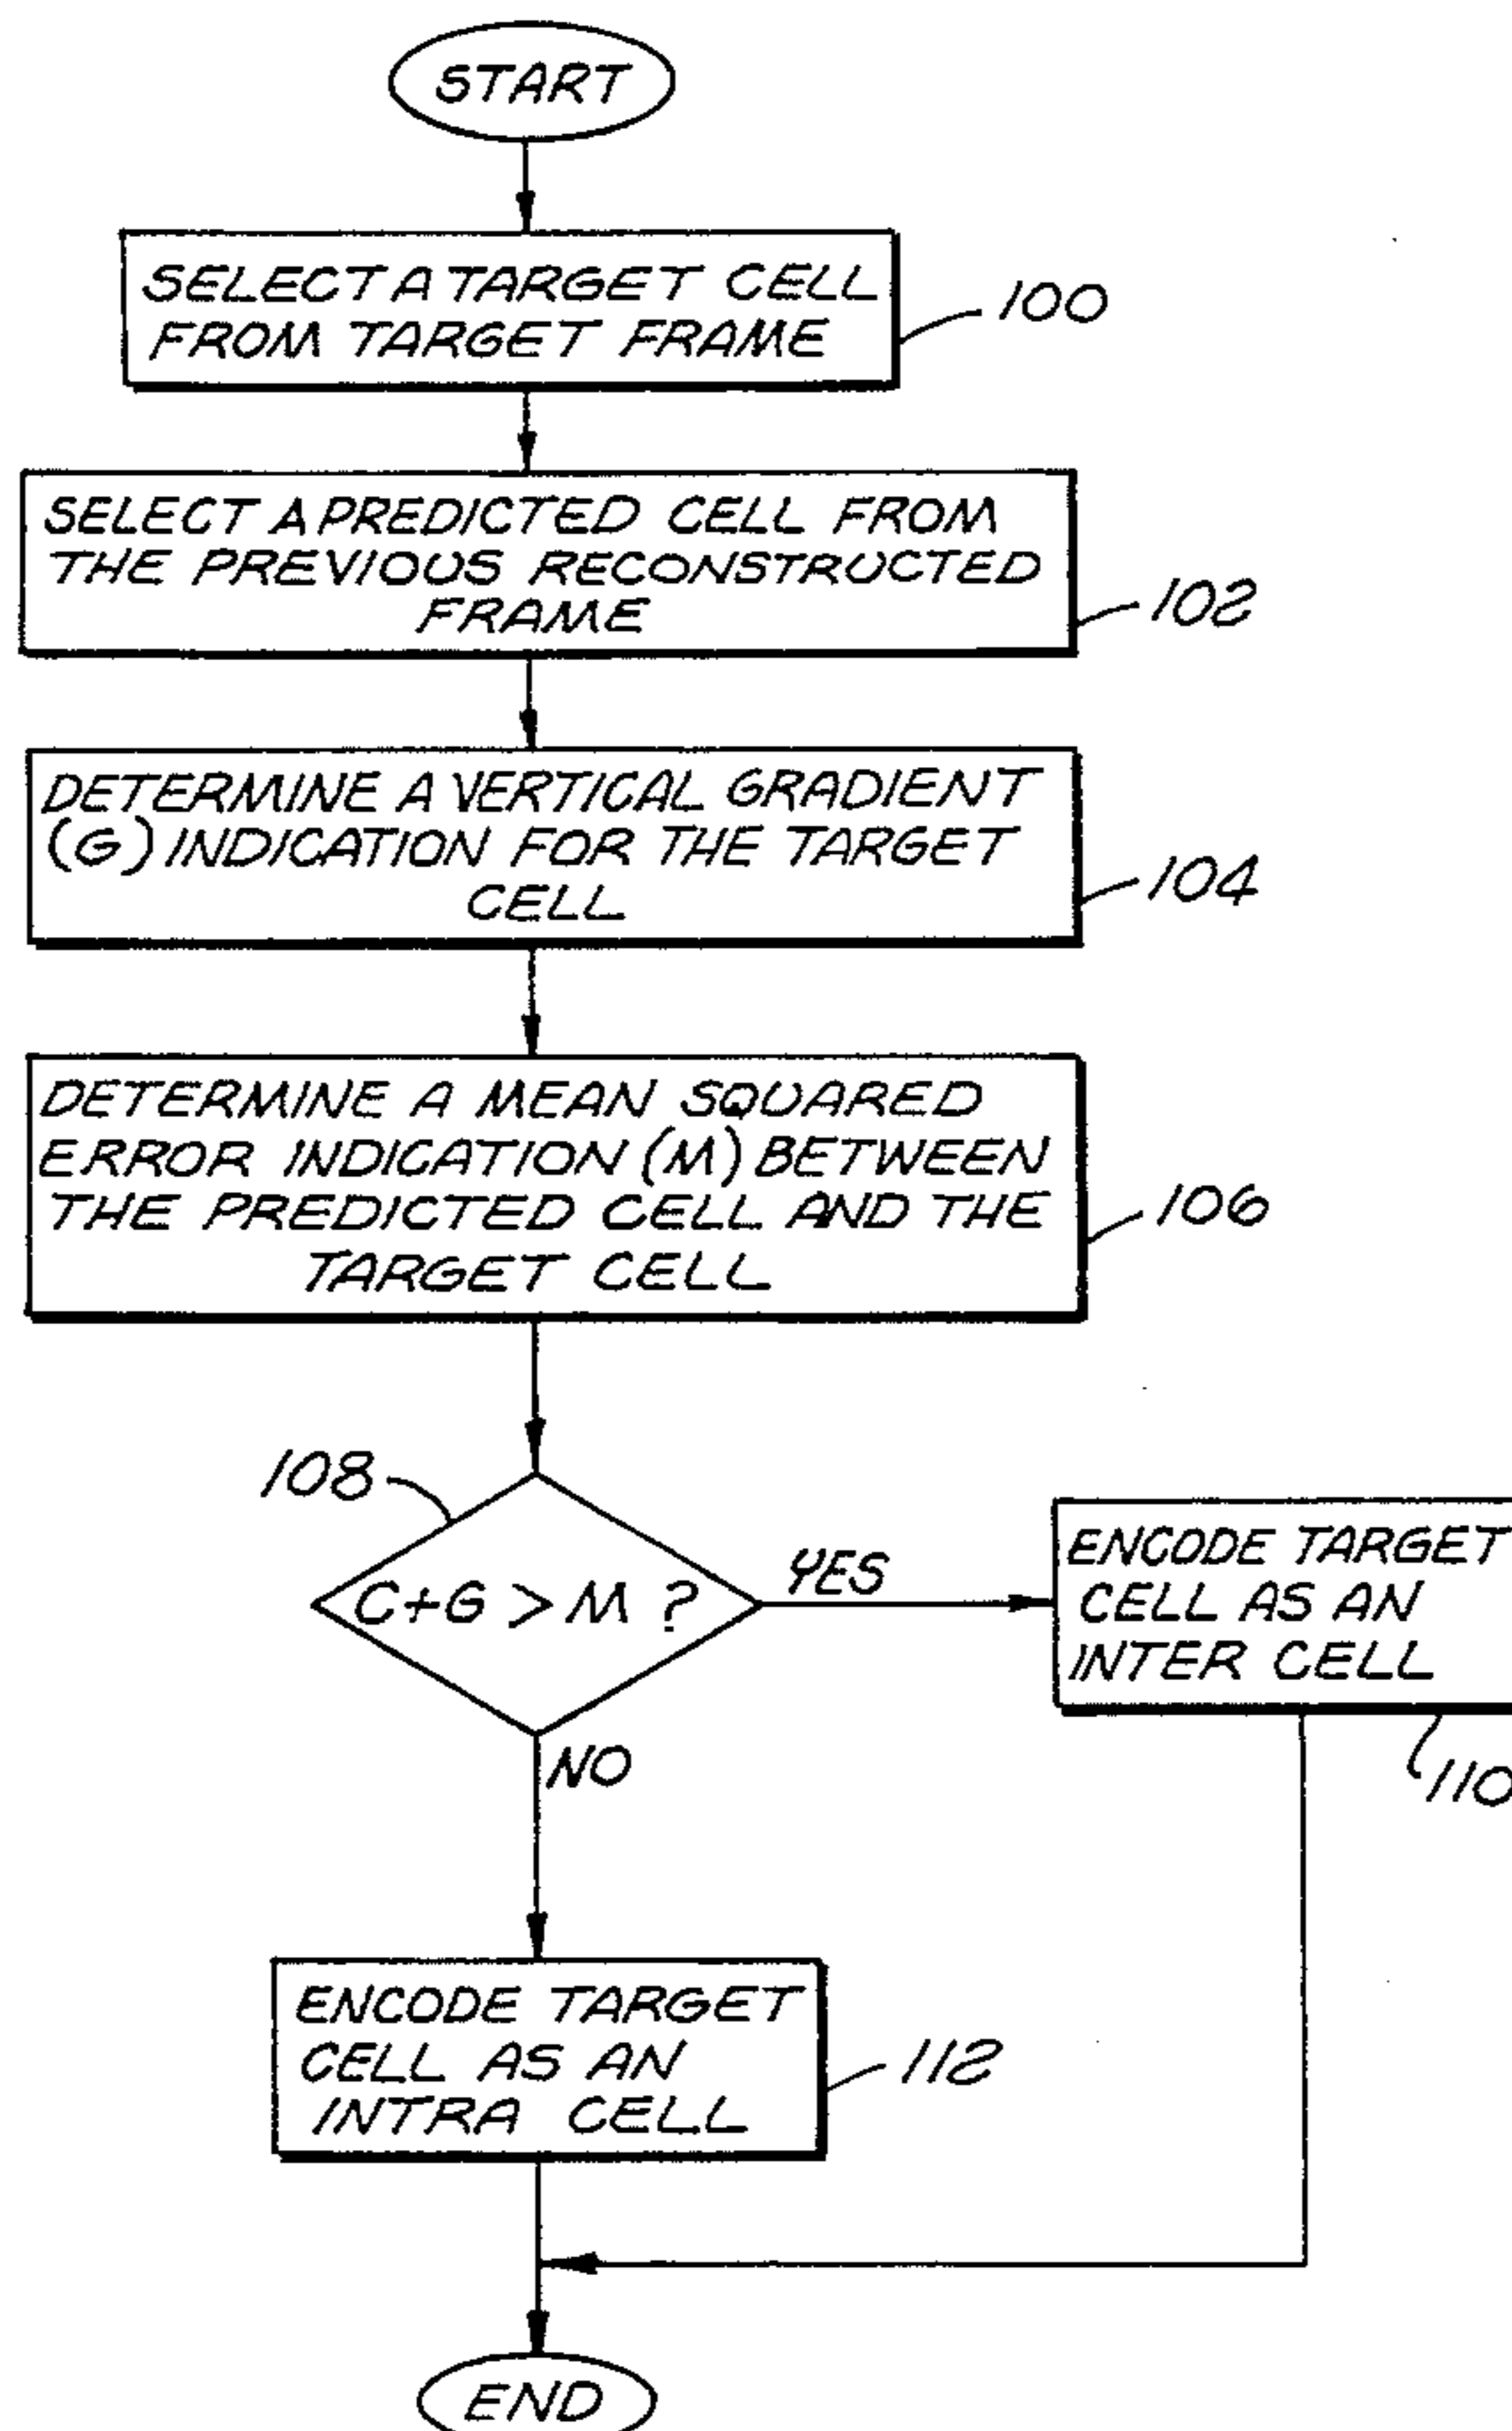 START
SELECT A TARGET CELL
FROM TARGET FRAME
100
SELECT A PREDICTED CELL FROM
THE PREVIOUS RECONSTRUCTED
FRAME
102
DETERMINE A VERTICAL GRADIENT
(G) INDICATION FOR THE TARGET
CELL
104
DETERMINE A MEAN SQUARED
ERROR INDICATION (M) BETWEEN
THE PREDICTED CELL AND THE
TARGET CELL
106
108
C+G > M ?
YES
ENCODE TARGET
CELL AS AN
INTER CELL
110
NO
ENCODE TARGET
CELL AS AN
INTRA CELL
112
END